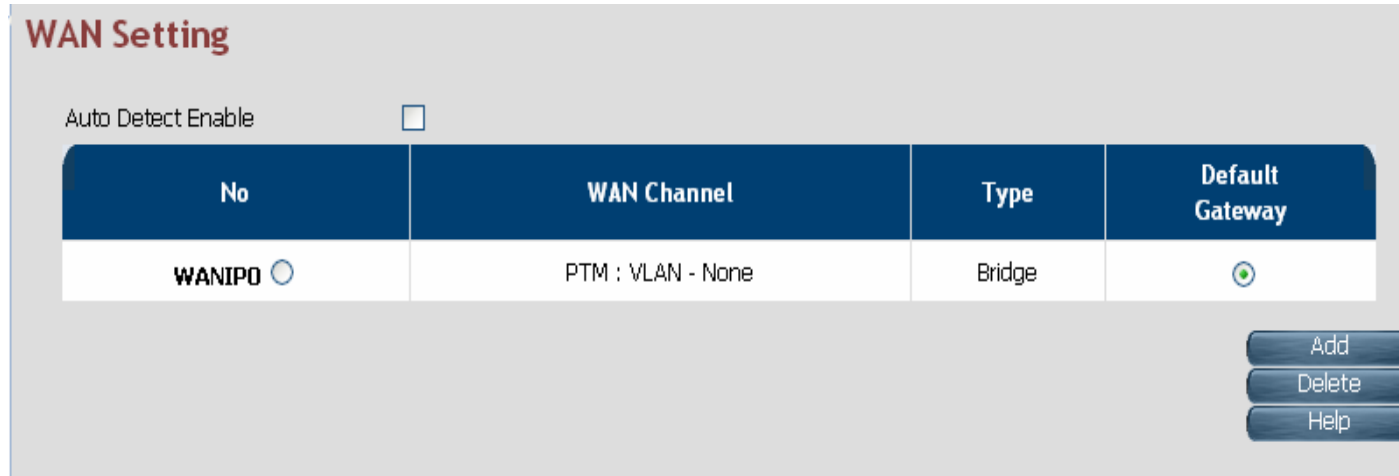 WAN Setting
Auto Detect Enable
No WAN Channel Type Default Gateway
WANIP0 PTM : VLAN - None Bridge
Add
Delete
Help